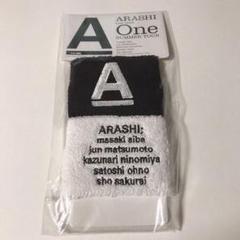 A
ARASHI
One
SUMMER TOUR
A
ARASHI;
masaki aiba
jun matsumoto
kazunari ninomiya
satoshi ohno
sho sakurai